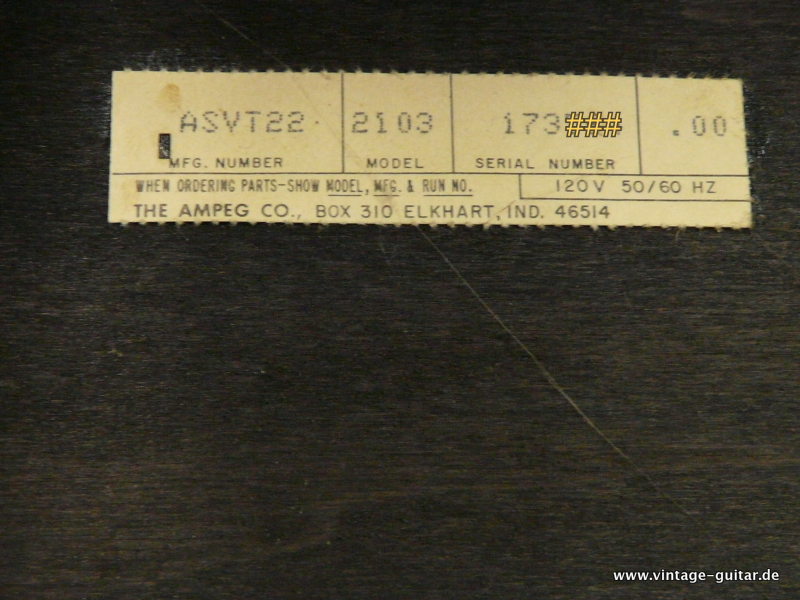 ASVT22 2103 173### .00
MFG. NUMBER MODEL SERIAL NUMBER
WHEN ORDERING PARTS-SHOW MODEL, MFG. & RUN NO. 120V 50/60 HZ
THE AMPEG CO., BOX 310 ELKHART, IND. 46514
www.vintage-guitar.de